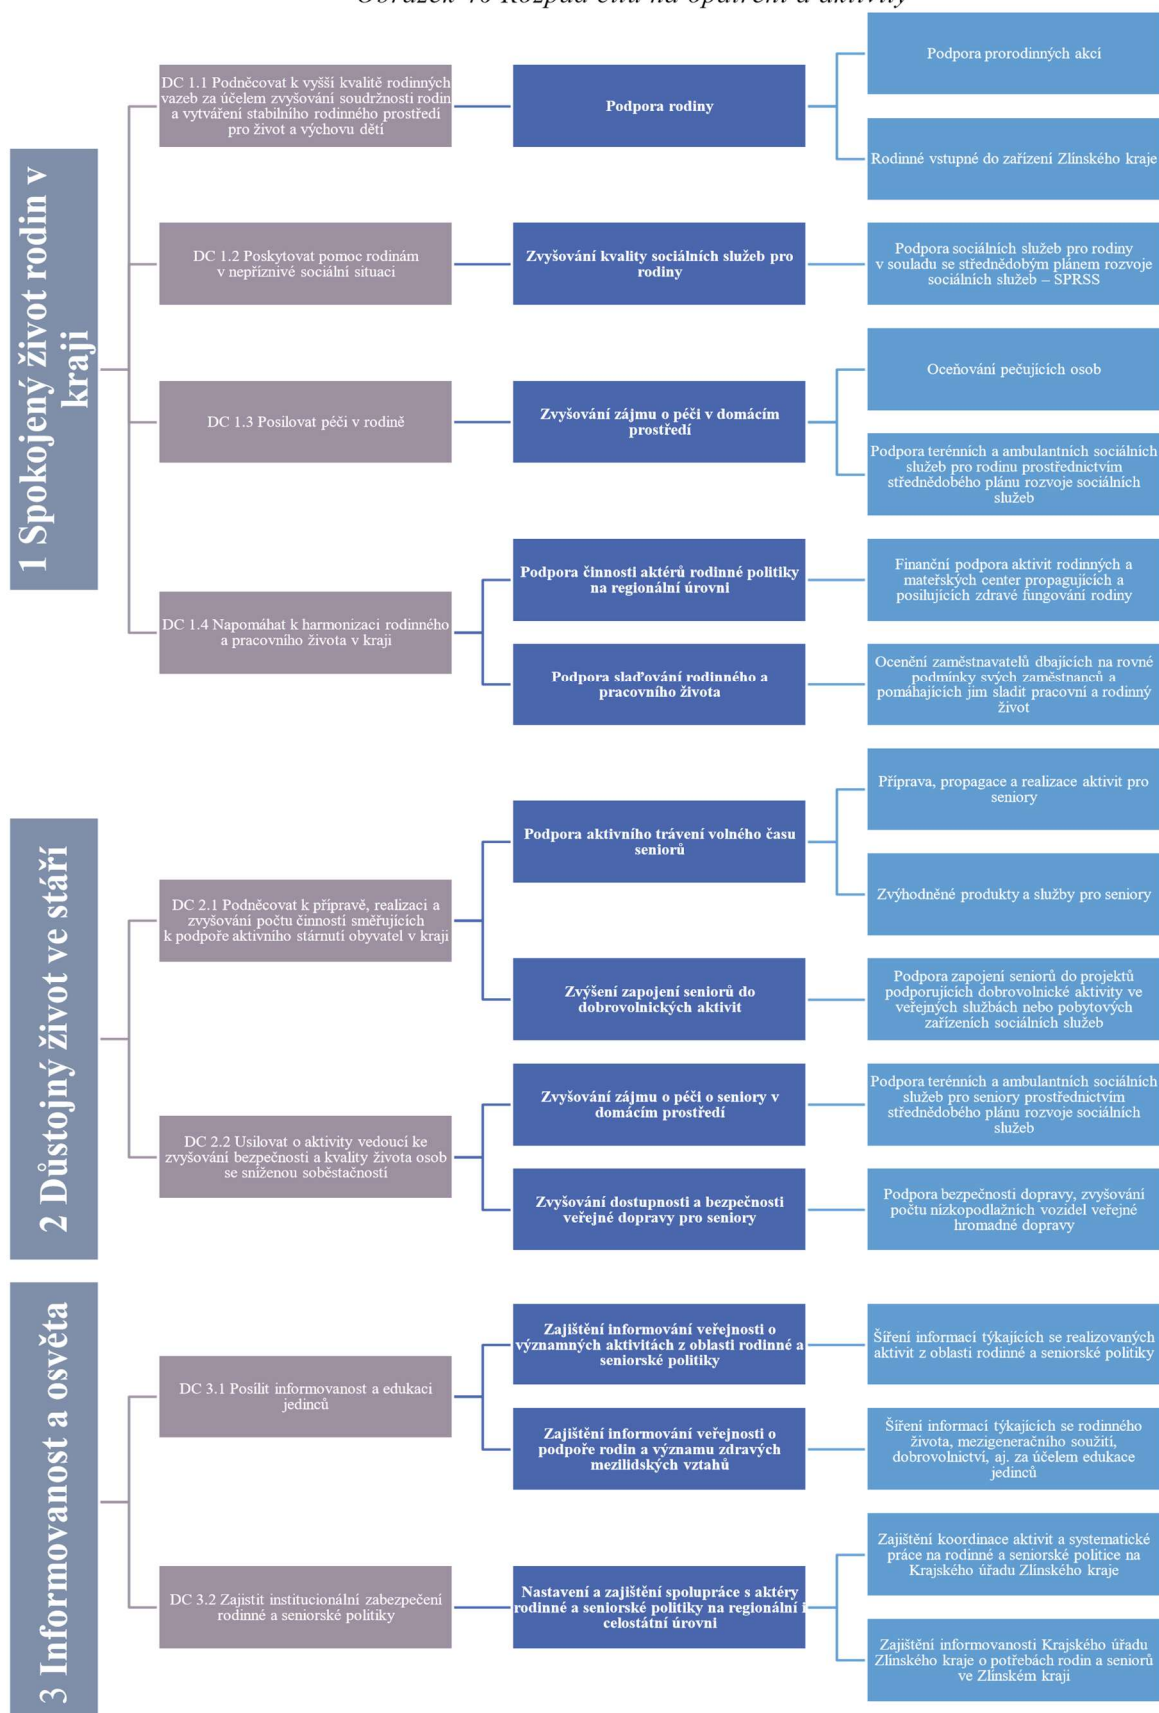 Obrázek 40 Rozpad cílů na opatření a aktivity
1 Spokojený život rodin v
kraji
DC 1.1 Podněcovat k vyšší kvalitě rodinných
vazeb za účelem zvyšování soudržnosti rodin
a vytváření stabilního rodinného prostředí
pro život a výchovu dětí
Podpora rodiny
Podpora prorodinných akcí
Rodinné vstupné do zařízení Zlínského kraje
DC 1.2 Poskytovat pomoc rodinám
v nepříznivé sociální situaci
Zvyšování kvality sociálních služeb pro
rodiny
Podpora sociálních služeb pro rodiny
v souladu se střednědobým plánem rozvoje
sociálních služeb – SPRSS
DC 1.3 Posilovat péči v rodině
Zvyšování zájmu o péči v domácím
prostředí
Oceňování pečujících osob
Podpora terénních a ambulantních sociálních
služeb pro rodinu prostřednictvím
střednědobého plánu rozvoje sociálních
služeb
DC 1.4 Napomáhat k harmonizaci rodinného
a pracovního života v kraji
Podpora činnosti aktérů rodinné politiky
na regionální úrovni
Finanční podpora aktivit rodinných a
mateřských center propagujících a
posilujících zdravé fungování rodiny
Podpora slaďování rodinného a
pracovního života
Ocenění zaměstnavatelů dbajících na rovné
podmínky svých zaměstnanců a
pomáhajících jim sladit pracovní a rodinný
život
2 Důstojný život ve stáří
DC 2.1 Podněcovat k přípravě, realizaci a
zvyšování počtu činností směřujících
k podpoře aktivního stárnutí obyvatel v kraji
Podpora aktivního trávení volného času
seniorů
Příprava, propagace a realizace aktivit pro
seniory
Zvýhodněné produkty a služby pro seniory
Zvýšení zapojení seniorů do
dobrovolnických aktivit
Podpora zapojení seniorů do projektů
podporujících dobrovolnické aktivity ve
veřejných službách nebo pobytových
zařízeních sociálních služeb
DC 2.2 Usilovat o aktivity vedoucí ke
zvyšování bezpečnosti a kvality života osob
se sníženou soběstačností
Zvyšování zájmu o péči o seniory v
domácím prostředí
Podpora terénních a ambulantních sociálních
služeb pro seniory prostřednictvím
střednědobého plánu rozvoje sociálních
služeb
Zvyšování dostupnosti a bezpečnosti
veřejné dopravy pro seniory
Podpora bezpečnosti dopravy, zvyšování
počtu nízkopodlažních vozidel veřejné
hromadné dopravy
3 Informovanost a osvěta
DC 3.1 Posílit informovanost a edukaci
jedinců
Zajištění informování veřejnosti o
významných aktivitách z oblasti rodinné a
seniorské politiky
Šíření informací týkajících se realizovaných
aktivit z oblasti rodinné a seniorské politiky
Zajištění informování veřejnosti o
podpoře rodin a významu zdravých
mezilidských vztahů
Šíření informací týkajících se rodinného
života, mezigeneračního soužití,
dobrovolnictví, aj. za účelem edukace
jedinců
DC 3.2 Zajistit institucionální zabezpečení
rodinné a seniorské politiky
Nastavení a zajištění spolupráce s aktéry
rodinné a seniorské politiky na regionální i
celostátní úrovni
Zajištění koordinace aktivit a systematické
práce na rodinné a seniorské politice na
Krajského úřadu Zlínského kraje
Zajištění informovanosti Krajského úřadu
Zlínského kraje o potřebách rodin a seniorů
ve Zlínském kraji